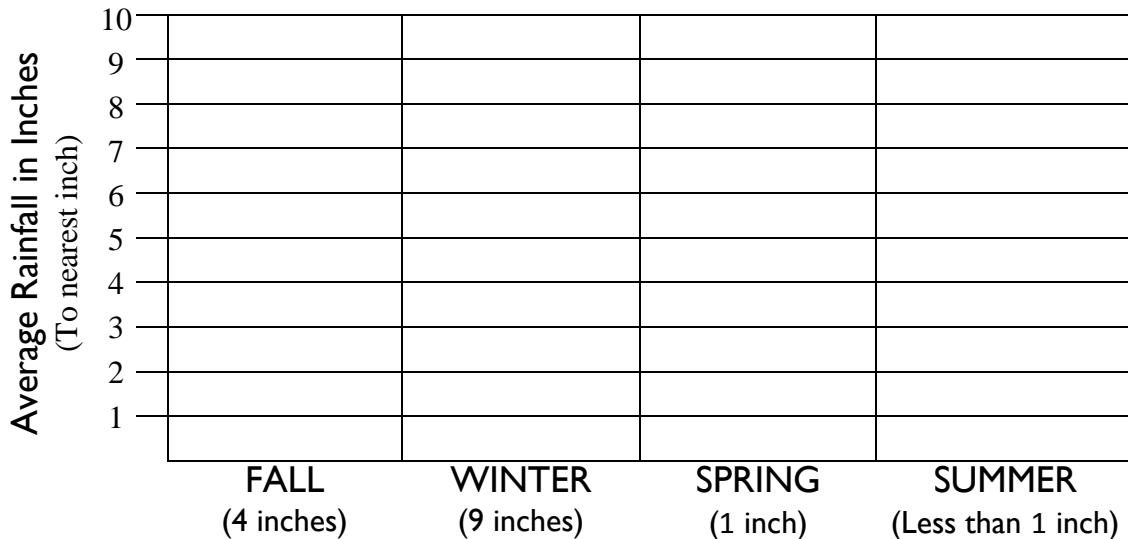 Average Rainfall in Inches
(To nearest inch)
10
9
8
7
6
5
4
3
2
1
FALL
(4 inches)
WINTER
(9 inches)
SPRING
(1 inch)
SUMMER
(Less than 1 inch)